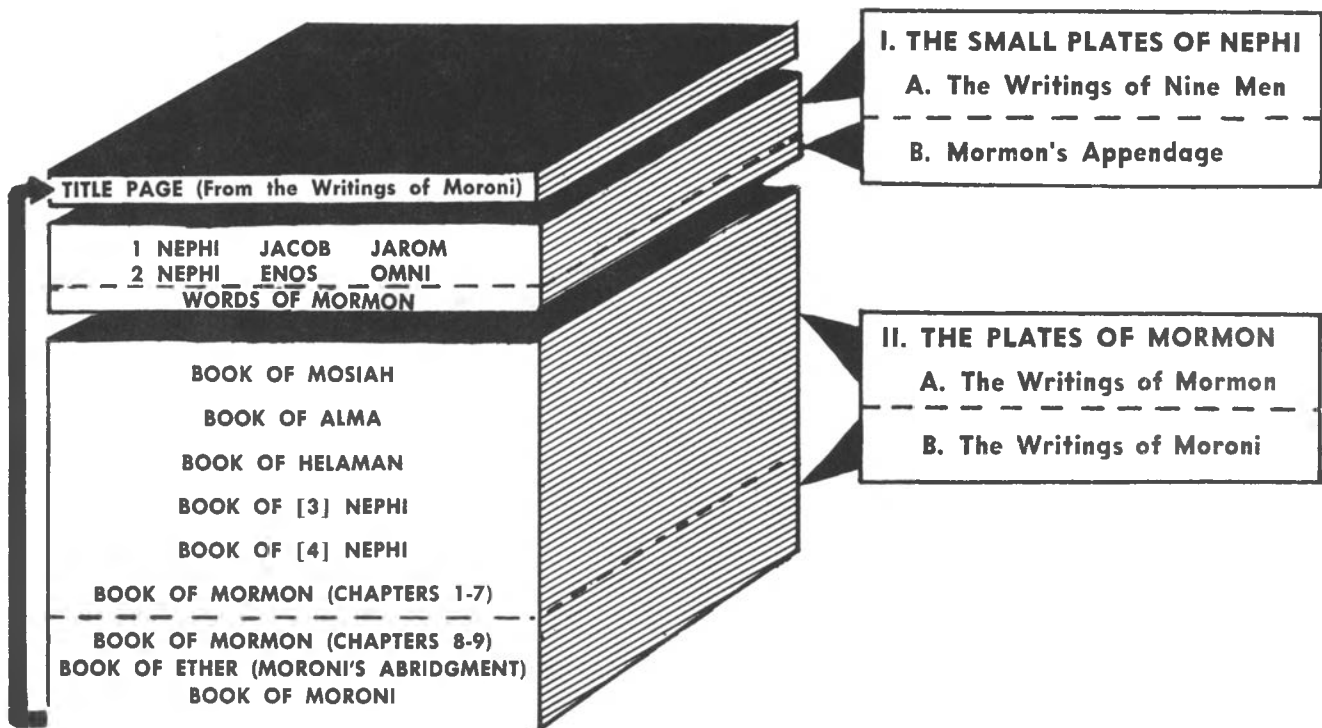 TITLE PAGE (From the Writings of Moroni)
1 NEPHI JACOB JAROM
2 NEPHI ENOS OMNI
WORDS OF MORMON
BOOK OF MOSIAH
BOOK OF ALMA
BOOK OF HELAMAN
BOOK OF [3] NEPHI
BOOK OF [4] NEPHI
BOOK OF MORMON (CHAPTERS 1-7)
BOOK OF MORMON (CHAPTERS 8-9)
BOOK OF ETHER (MORONI'S ABRIDGMENT)
BOOK OF MORONI
I. THE SMALL PLATES OF NEPHI
A. The Writings of Nine Men
B. Mormon's Appendage
II. THE PLATES OF MORMON
A. The Writings of Mormon
B. The Writings of Moroni